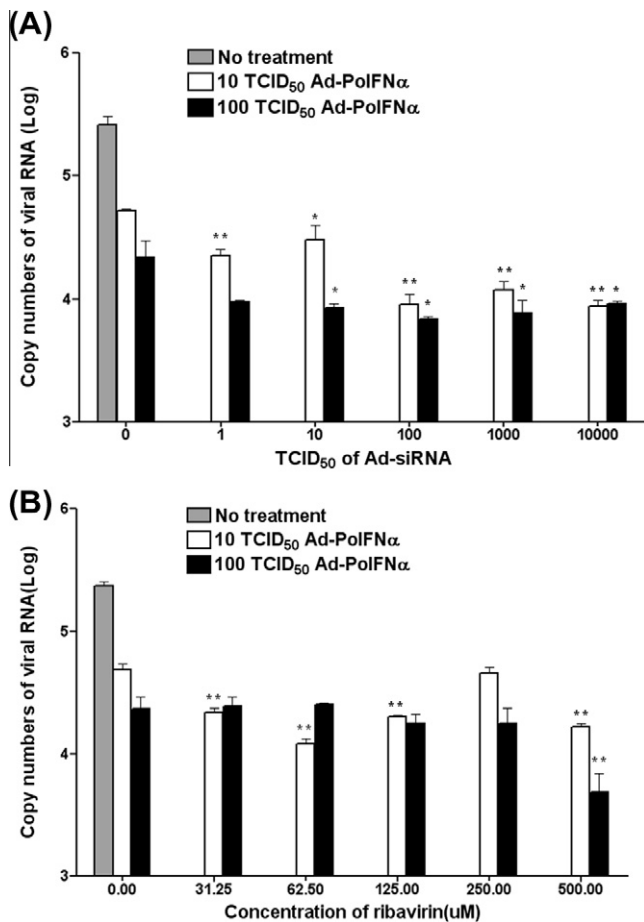 (A)
6
5
4
3
Copy numbers of viral RNA (Log)
No treatment
10 TCID50 Ad-PoIFNα
100 TCID50 Ad-PoIFNα
** * * ** * ** * ** *
0 1 10 100 1000 10000
TCID50 of Ad-siRNA
(B)
6
5
4
3
Copy numbers of viral RNA(Log)
No treatment
10 TCID50 Ad-PoIFNα
100 TCID50 Ad-PoIFNα
** ** ** ** **
0.00 31.25 62.50 125.00 250.00 500.00
Concentration of ribavirin(uM)